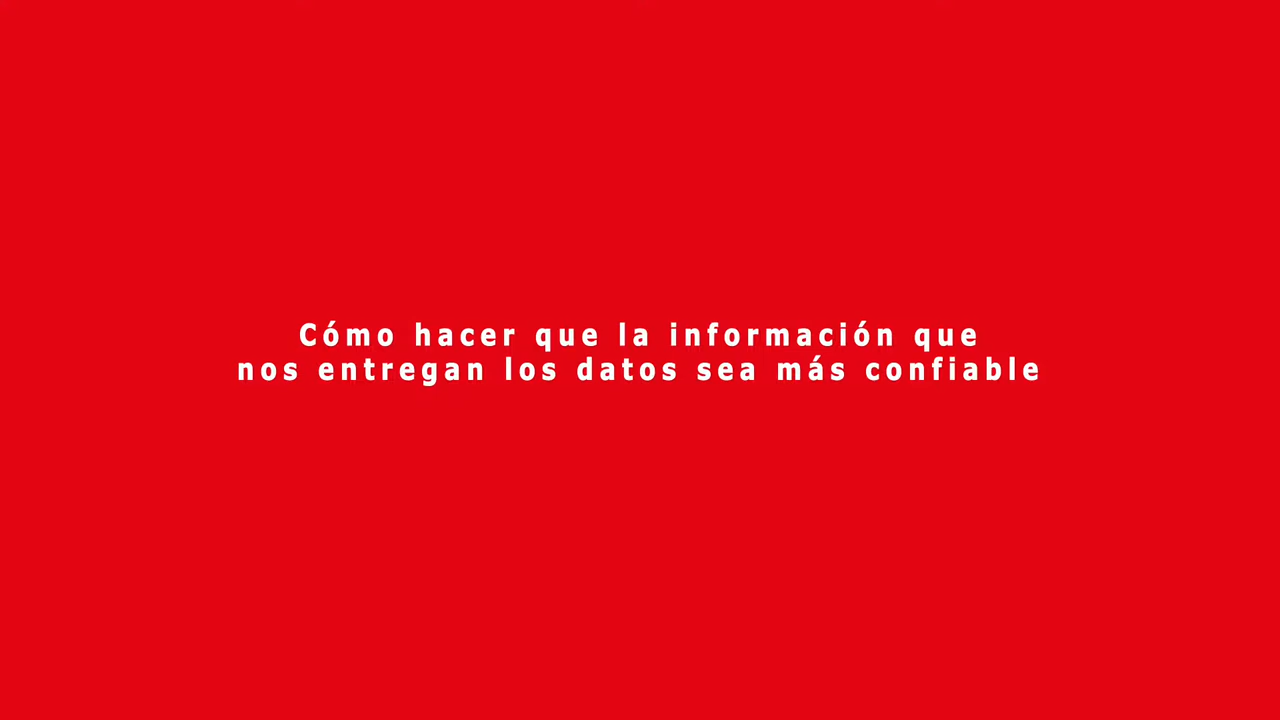 Cómo hacer que la información que
nos entregan los datos sea más confiable